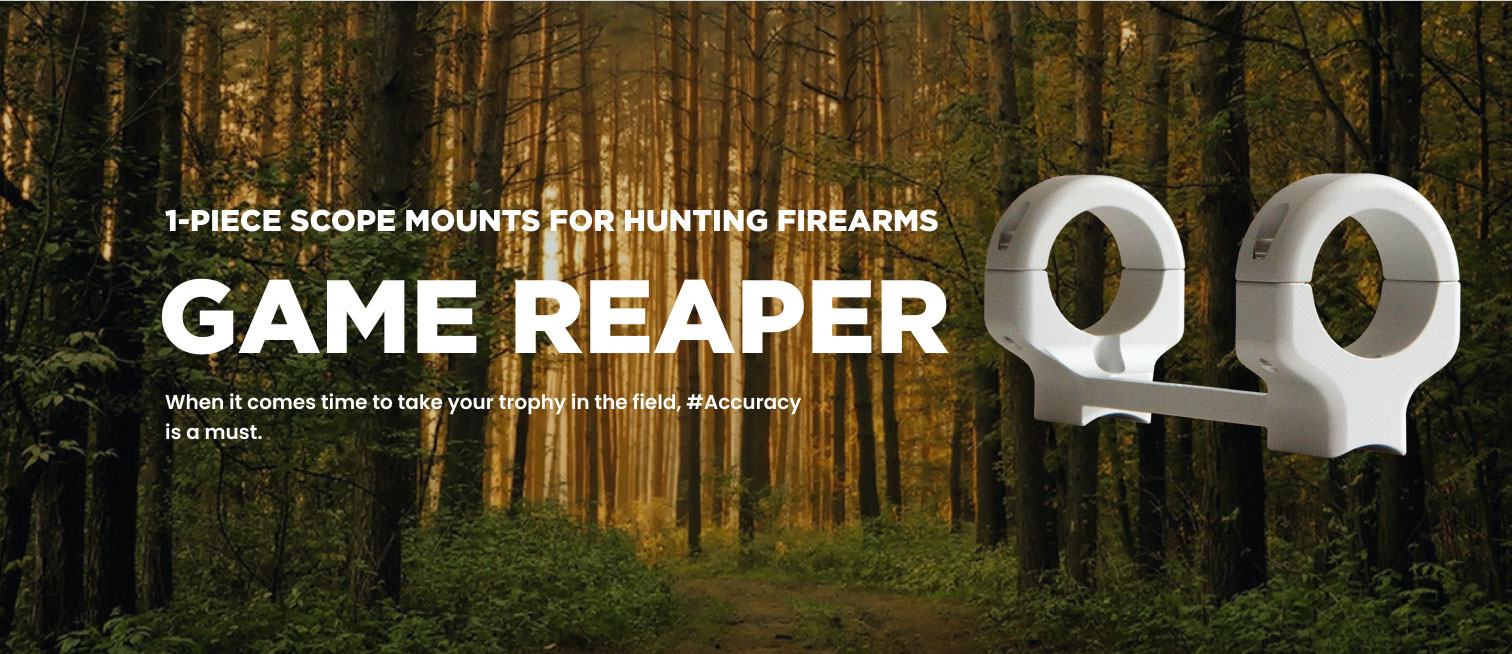 1-PIECE SCOPE MOUNTS FOR HUNTING FIREARMS
GAME REAPER
When it comes time to take your trophy in the field, #Accuracy
is a must.